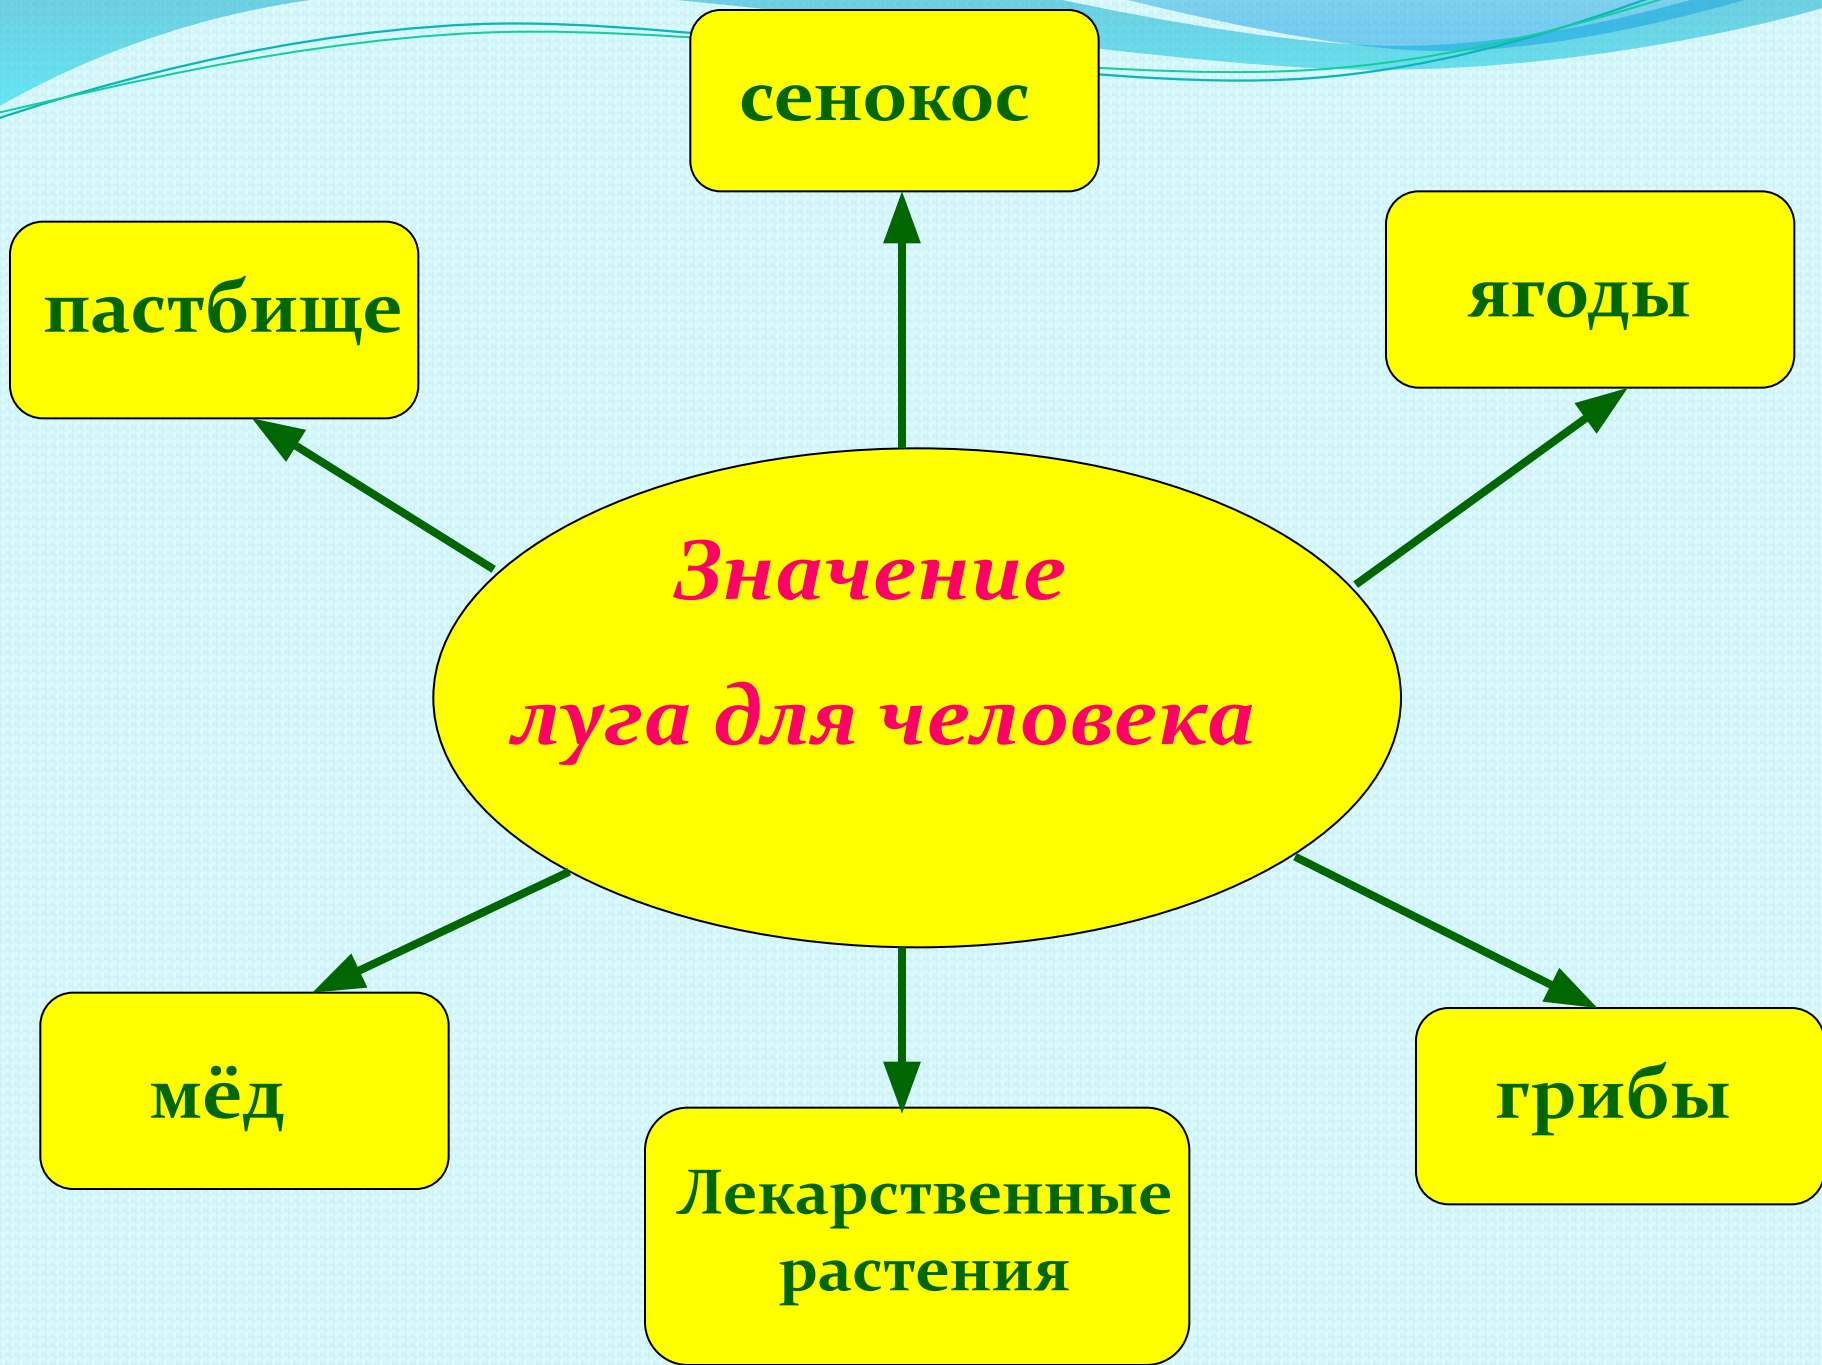 сенокос
пастбище
ягоды
Значение
луга для человека
мёд
грибы
Лекарственные
растения